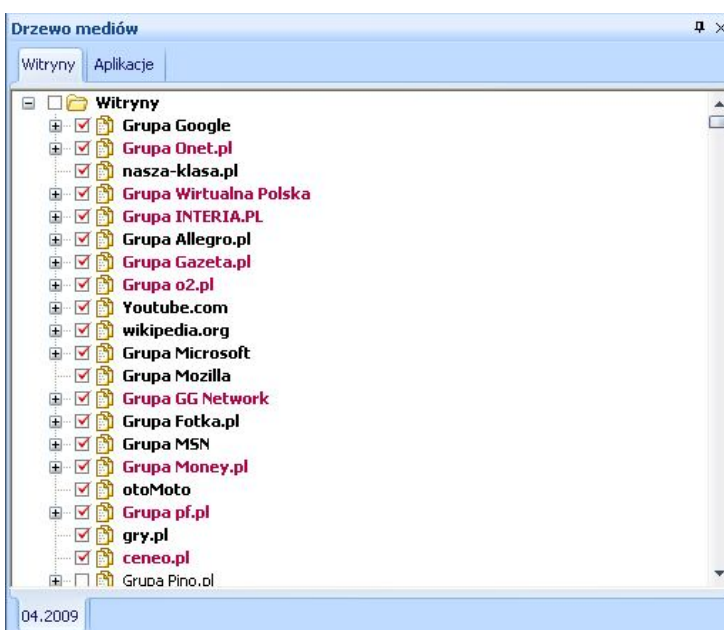 Drzewo mediów
Witryny Aplikacje
Witryny
Grupa Google
Grupa Onet.pl
nasza-klasa.pl
Grupa Wirtualna Polska
Grupa INTERIA.PL
Grupa Allegro.pl
Grupa Gazeta.pl
Grupa o2.pl
Youtube.com
wikipedia.org
Grupa Microsoft
Grupa Mozilla
Grupa GG Network
Grupa Fotka.pl
Grupa MSN
Grupa Money.pl
otoMoto
Grupa pf.pl
gry.pl
ceneo.pl
Grupa Pino.pl
04.2009